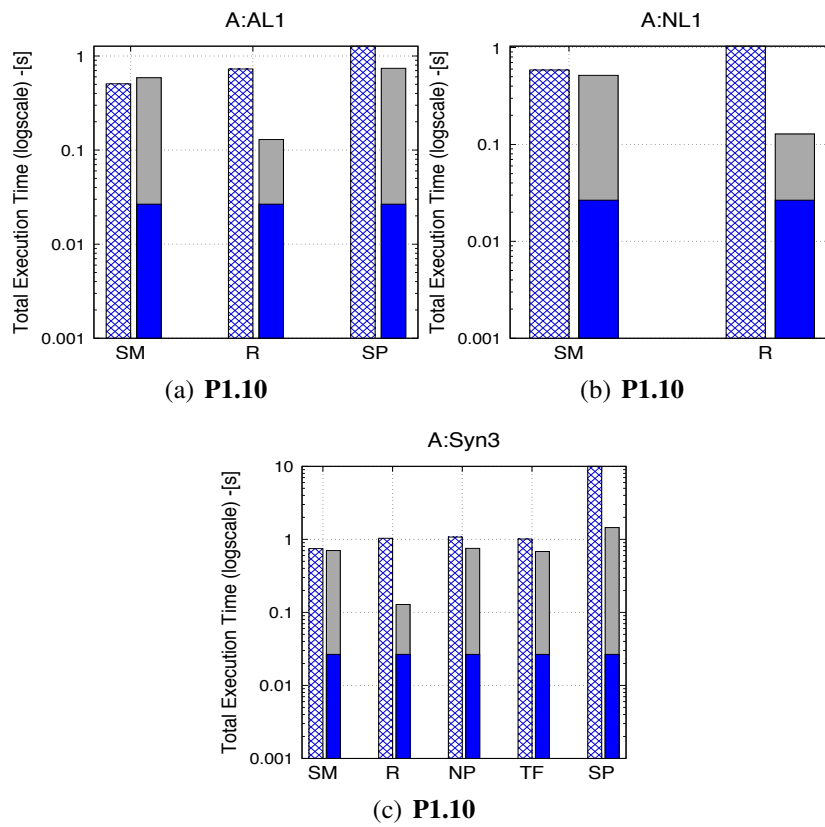 A:AL1
Total Execution Time (logscale) -[s]
1
0.1
0.01
0.001
SM R SP
(a) P1.10
A:NL1
Total Execution Time (logscale) -[s]
1
0.1
0.01
0.001
SM R
(b) P1.10
A:Syn3
Total Execution Time (logscale) -[s]
10
1
0.1
0.01
0.001
SM R NP TF SP
(c) P1.10